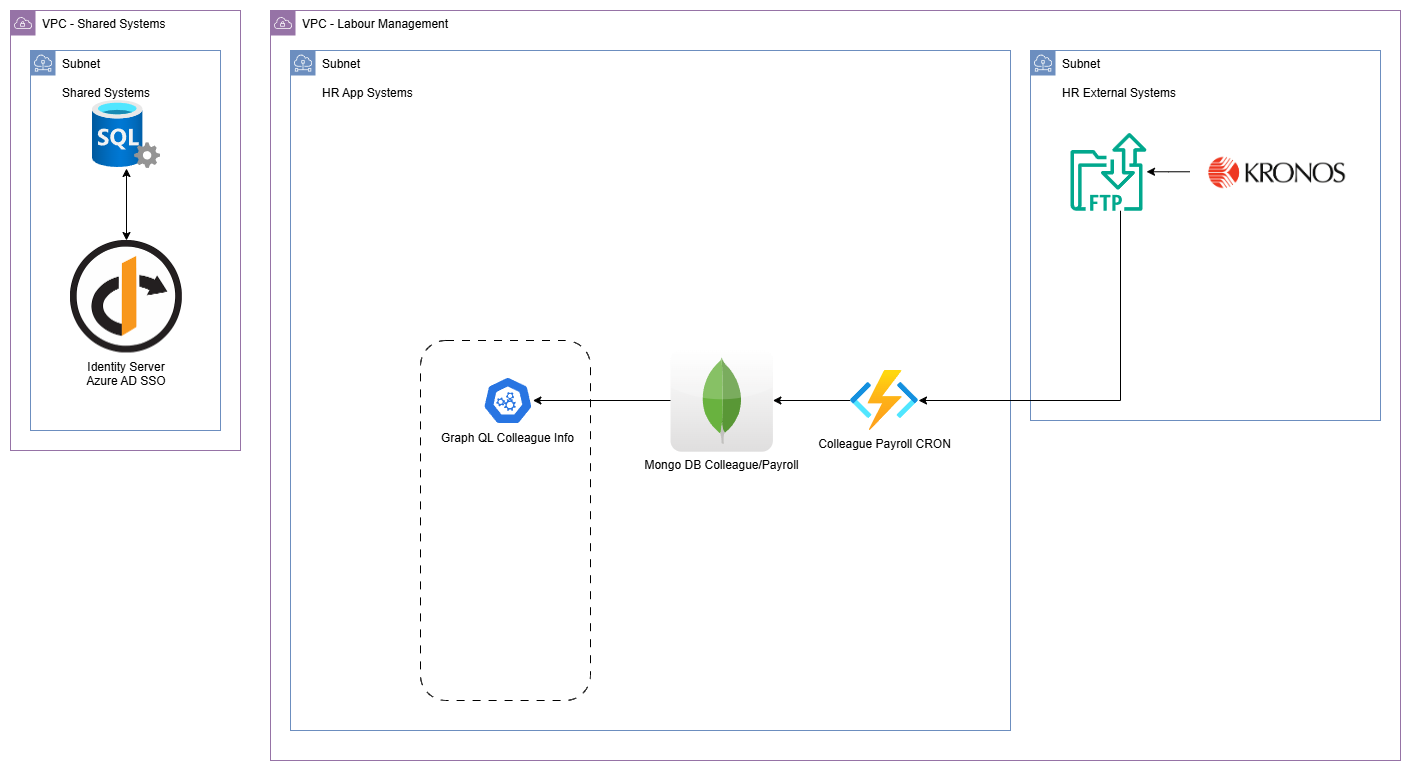 VPC - Shared Systems
Subnet
Shared Systems
SQL
Identity Server
Azure AD SSO
VPC - Labour Management
Subnet
HR App Systems
Graph QL Colleague Info
Mongo DB Colleague/Payroll
Colleague Payroll CRON
Subnet
HR External Systems
FTP
KRONOS